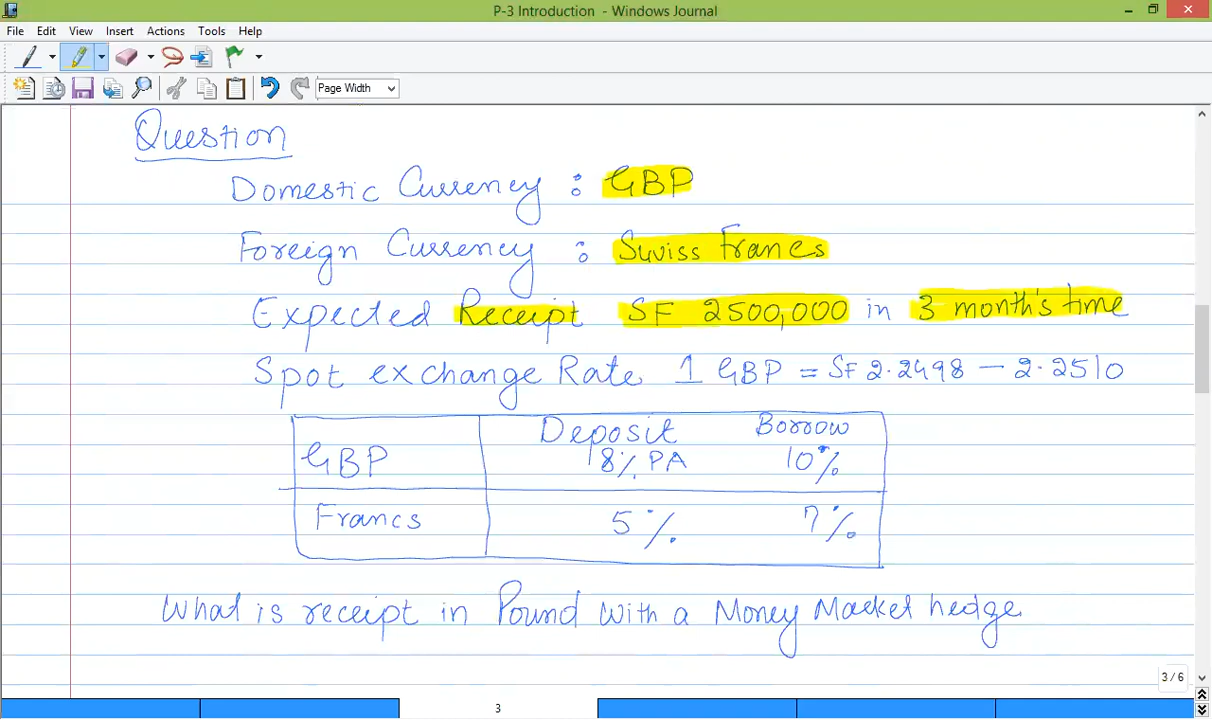 P-3 Introduction - Windows Journal
File Edit View Insert Actions Tools Help
Page Width
Question
Domestic Currency : GBP
Foreign Currency : Swiss Francs
Expected Receipt SF 2500,000 in 3 month's time
Spot exchange Rate 1 GBP = SF 2.2498 - 2.2510
Deposit Borrow
GBP 18% PA 10%
Francs 5% 7%
What is receipt in Pound with a Money Market hedge
3 / 6
3